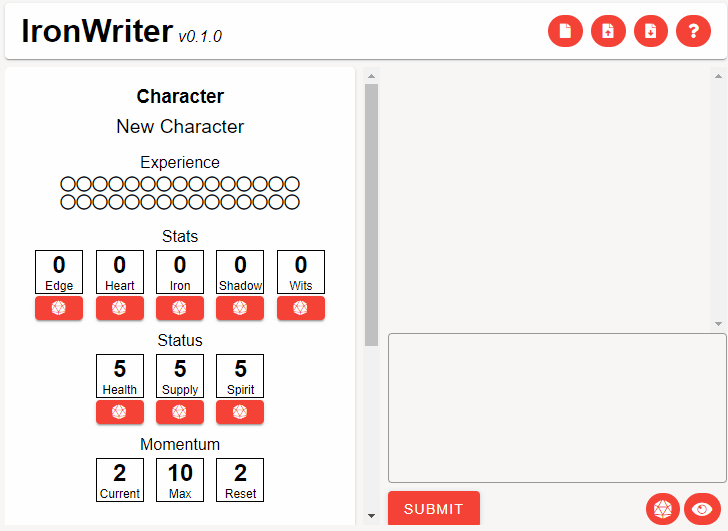 IronWriter v0.1.0
?
Character
New Character
Experience
Stats
0 0 0 0 0
Edge Heart Iron Shadow Wits
Status
5 5 5
Health Supply Spirit
Momentum
2 10 2
Current Max Reset
SUBMIT